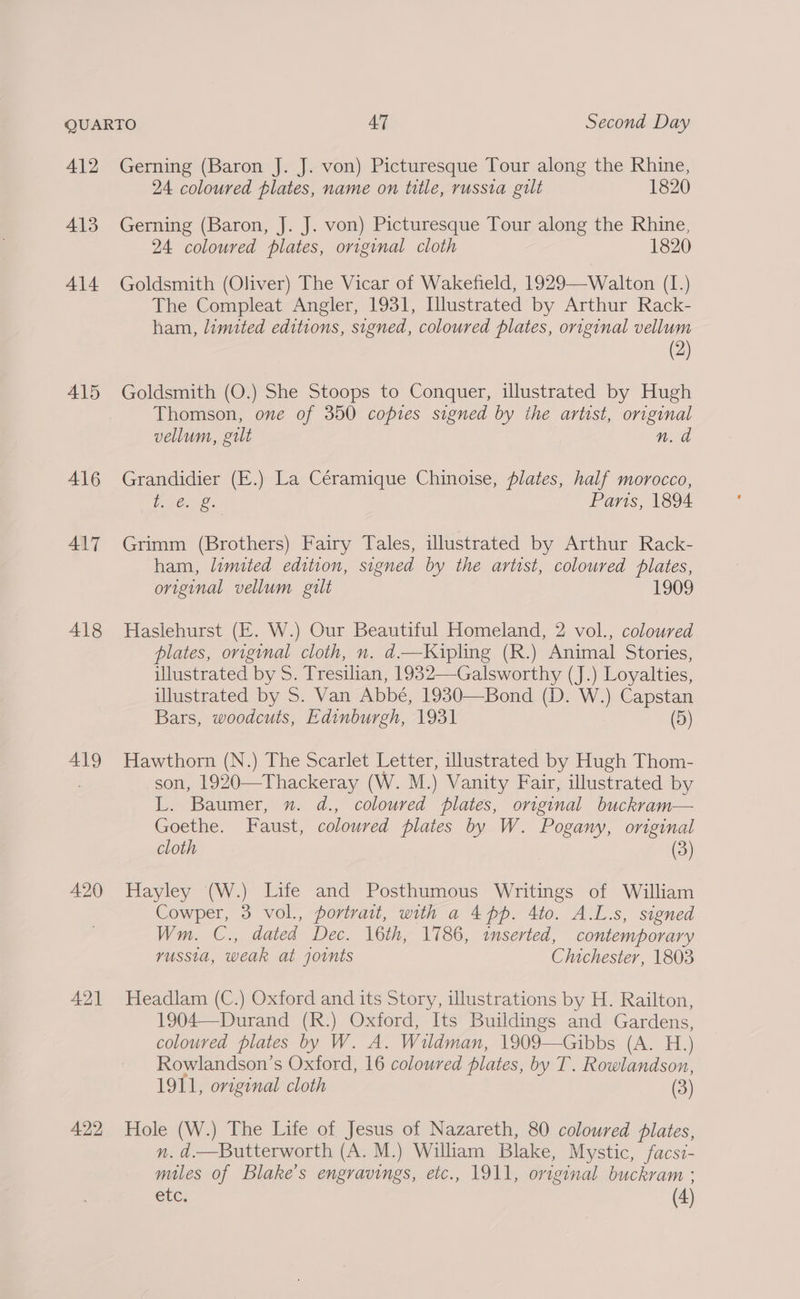 QUARTO 47 Second Day
412 Gerning (Baron J. J. von) Picturesque Tour along the Rhine,
24 coloured plates, name on title, russia gilt 1820
413 Gerning (Baron, J. J. von) Picturesque Tour along the Rhine,
24 coloured plates, original cloth 1820
414 Goldsmith (Oliver) The Vicar of Wakefield, 1929—Walton (I.)
The Compleat Angler, 1931, Illustrated by Arthur Rack-
ham, limited editions, signed, coloured plates, original vellum
(2)
415 Goldsmith (O.) She Stoops to Conquer, illustrated by Hugh
Thomson, one of 350 copies signed by the artist, original
vellum, gilt n. d
416 Grandidier (E.) La Céramique Chinoise, plates, half morocco,
t. e. g. Paris, 1894
417 Grimm (Brothers) Fairy Tales, illustrated by Arthur Rack-
ham, limited edition, signed by the artist, coloured plates,
original vellum gilt 1909
418 Haslehurst (E. W.) Our Beautiful Homeland, 2 vol., coloured
plates, original cloth, n. d.—Kipling (R.) Animal Stories,
illustrated by S. Tresilian, 1932—Galsworthy (J.) Loyalties,
illustrated by S. Van Abbé, 1930—Bond (D. W.) Capstan
Bars, woodcuts, Edinburgh, 1931 (5)
419 Hawthorn (N.) The Scarlet Letter, illustrated by Hugh Thom-
son, 1920—Thackeray (W. M.) Vanity Fair, illustrated by
L. Baumer, n. d., coloured plates, original buckram—
Goethe. Faust, coloured plates by W. Pogany, original
cloth (3)
420 Hayley (W.) Life and Posthumous Writings of William
Cowper, 3 vol., portrait, with a 4 pp. 4to. A.L.s, signed
Wm. C., dated Dec. 16th, 1786, inserted, contemporary
russia, weak at joints Chichester, 1803
421 Headlam (C.) Oxford and its Story, illustrations by H. Railton,
1904—Durand (R.) Oxford, Its Buildings and Gardens,
coloured plates by W. A. Wildman, 1909—Gibbs (A. H.)
Rowlandson's Oxford, 16 coloured plates, by T. Rowlandson,
1911, original cloth (3)
422 Hole (W.) The Life of Jesus of Nazareth, 80 coloured plates,
n. d.—Butterworth (A. M.) William Blake, Mystic, facsi-
miles of Blake's engravings, etc., 1911, original buckram ;
etc. (4)